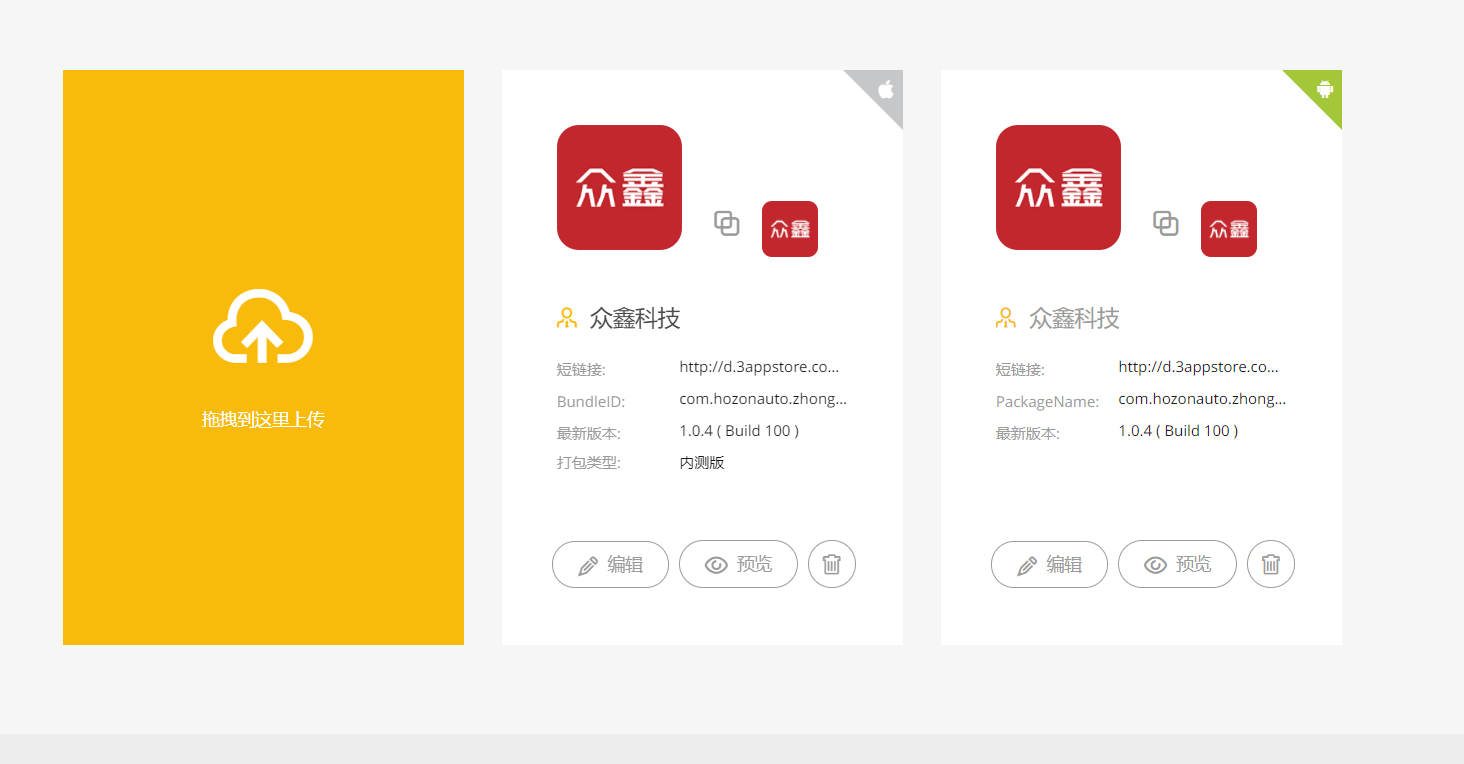 拖拽到这里上传
众鑫
众鑫
众鑫科技
短链接: http://d.3appstore.co...
BundleID: com.hozonauto.zhong...
最新版本: 1.0.4 ( Build 100 )
打包类型: 内测版
编辑 预览
众鑫
众鑫
众鑫科技
短链接: http://d.3appstore.co...
PackageName: com.hozonauto.zhong...
最新版本: 1.0.4 ( Build 100 )
编辑 预览